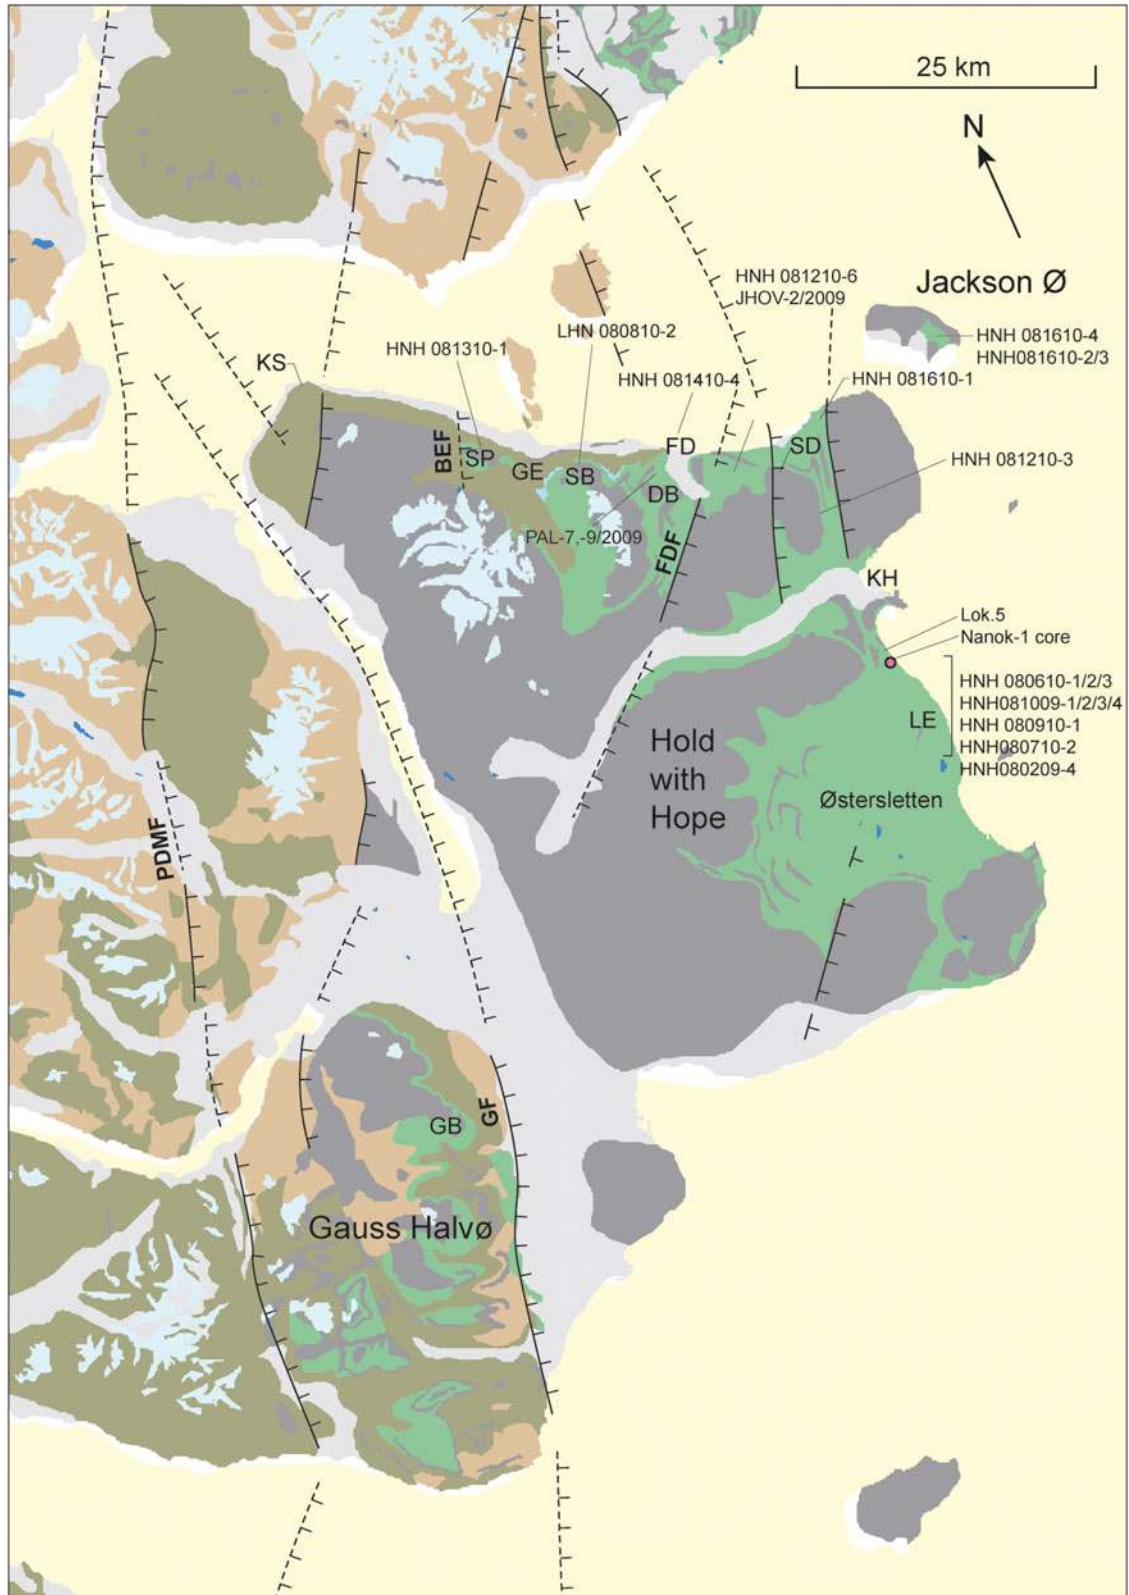 25 km
N
Jackson Ø
HNH 081210-6
JHOV-2/2009
LHN 080810-2
HNH 081610-4
HNH081610-2/3
HNH 081310-1
KS
HNH 081410-4
HNH 081610-1
FD
SD
BEF
SP
GE
SB
HNH 081210-3
DB
PAL-7,-9/2009
FDF
KH
Lok.5
Nanok-1 core
HNH 080610-1/2/3
HNH081009-1/2/3/4
HNH 080910-1
HNH080710-2
HNH080209-4
LE
Hold
with
Hope
Østersletten
PDMF
GF
GB
Gauss Halvø